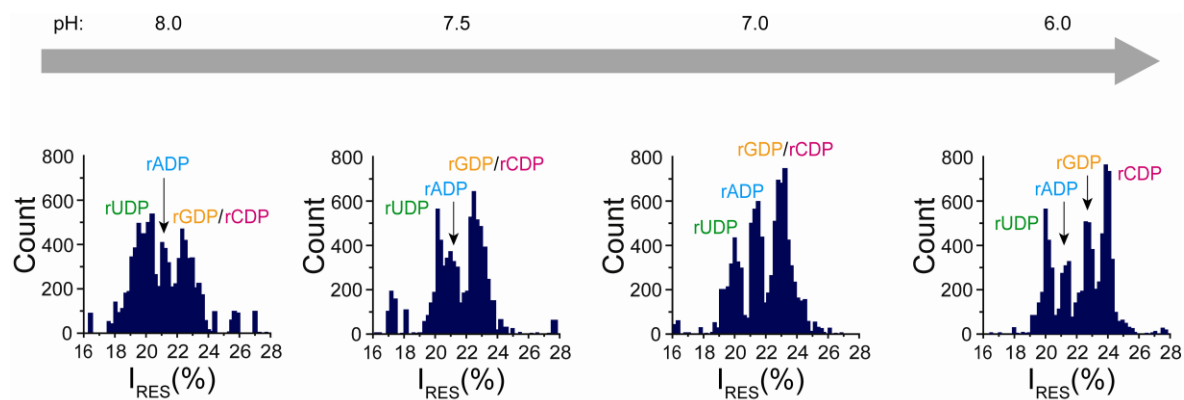 pH: 8.0 7.5 7.0 6.0
Count
800
600
400
200
0
rADP
rUDP
rGDP/rCDP
16 18 20 22 24 26 28
I_RES(%)
Count
800
600
400
200
0
rGDP/rCDP
rADP
rUDP
16 18 20 22 24 26 28
I_RES(%)
Count
800
600
400
200
0
rGDP/rCDP
rADP
rUDP
16 18 20 22 24 26 28
I_RES(%)
Count
800
600
400
200
0
rGDP
rCDP
rADP
rUDP
16 18 20 22 24 26 28
I_RES(%)